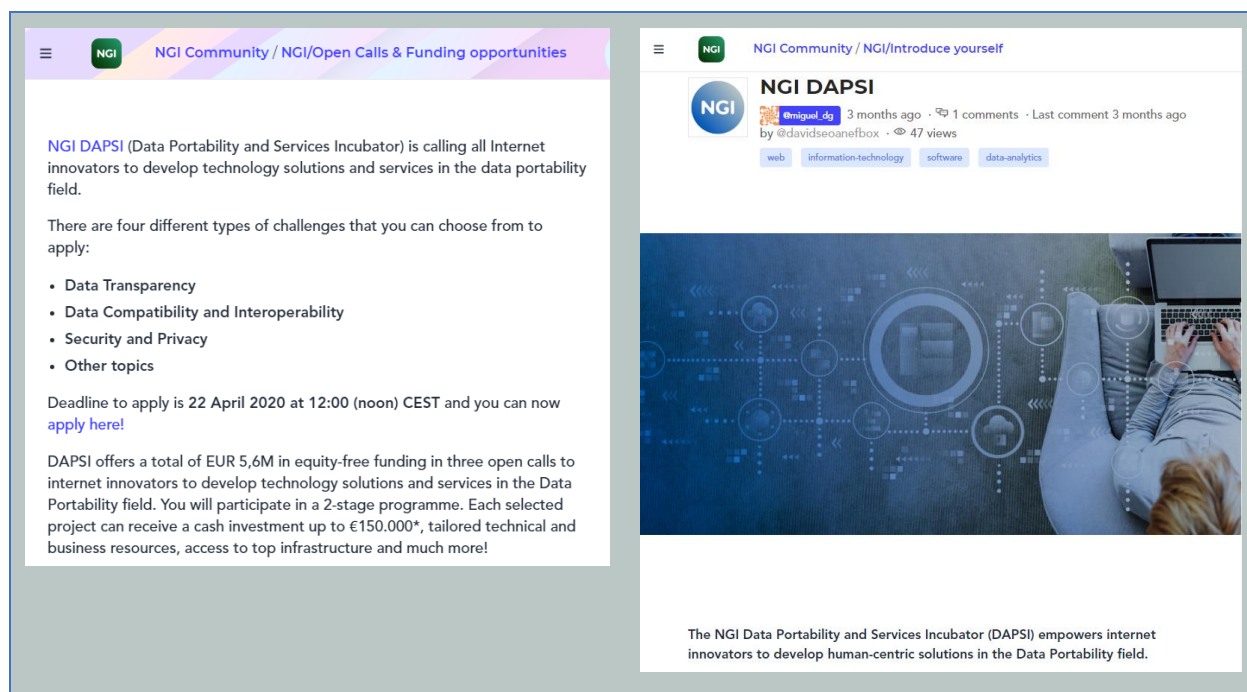 NGI
NGI Community / NGI/Open Calls & Funding opportunities
NGI DAPSI (Data Portability and Services Incubator) is calling all Internet
innovators to develop technology solutions and services in the data portability
field.
There are four different types of challenges that you can choose from to
apply:
• Data Transparency
• Data Compatibility and Interoperability
• Security and Privacy
• Other topics
Deadline to apply is 22 April 2020 at 12:00 (noon) CEST and you can now
apply here!
DAPSI offers a total of EUR 5,6M in equity-free funding in three open calls to
internet innovators to develop technology solutions and services in the Data
Portability field. You will participate in a 2-stage programme. Each selected
project can receive a cash investment up to €150.000*, tailored technical and
business resources, access to top infrastructure and much more!
NGI
NGI Community / NGI/Introduce yourself
NGI
NGI DAPSI
@miguel_dg 3 months ago · 1 comments · Last comment 3 months ago
by @davidseoanefbox · 47 views
web information-technology software data-analytics
The NGI Data Portability and Services Incubator (DAPSI) empowers internet
innovators to develop human-centric solutions in the Data Portability field.